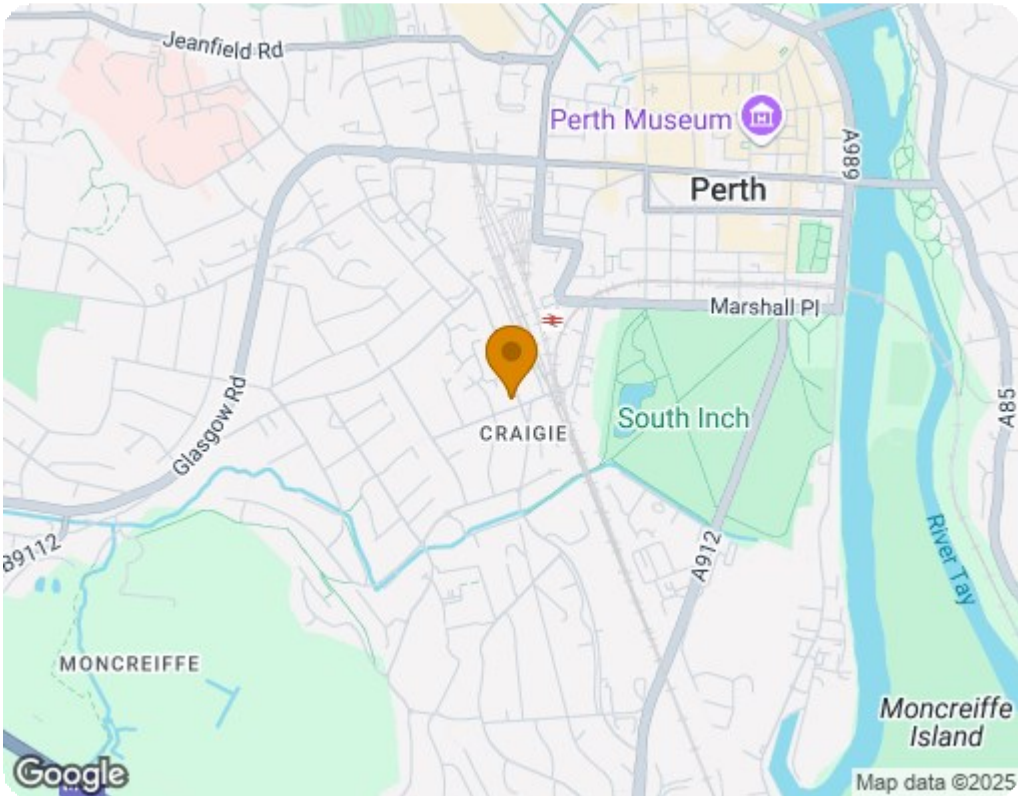 Jeanfield Rd
Perth Museum
A989
Perth
Marshall Pl
Glasgow Rd
South Inch
A85
CRAIGIE
A912
River Tay
B9112
MONCREIFFE
Moncreiffe
Island
Google
Map data ©2025